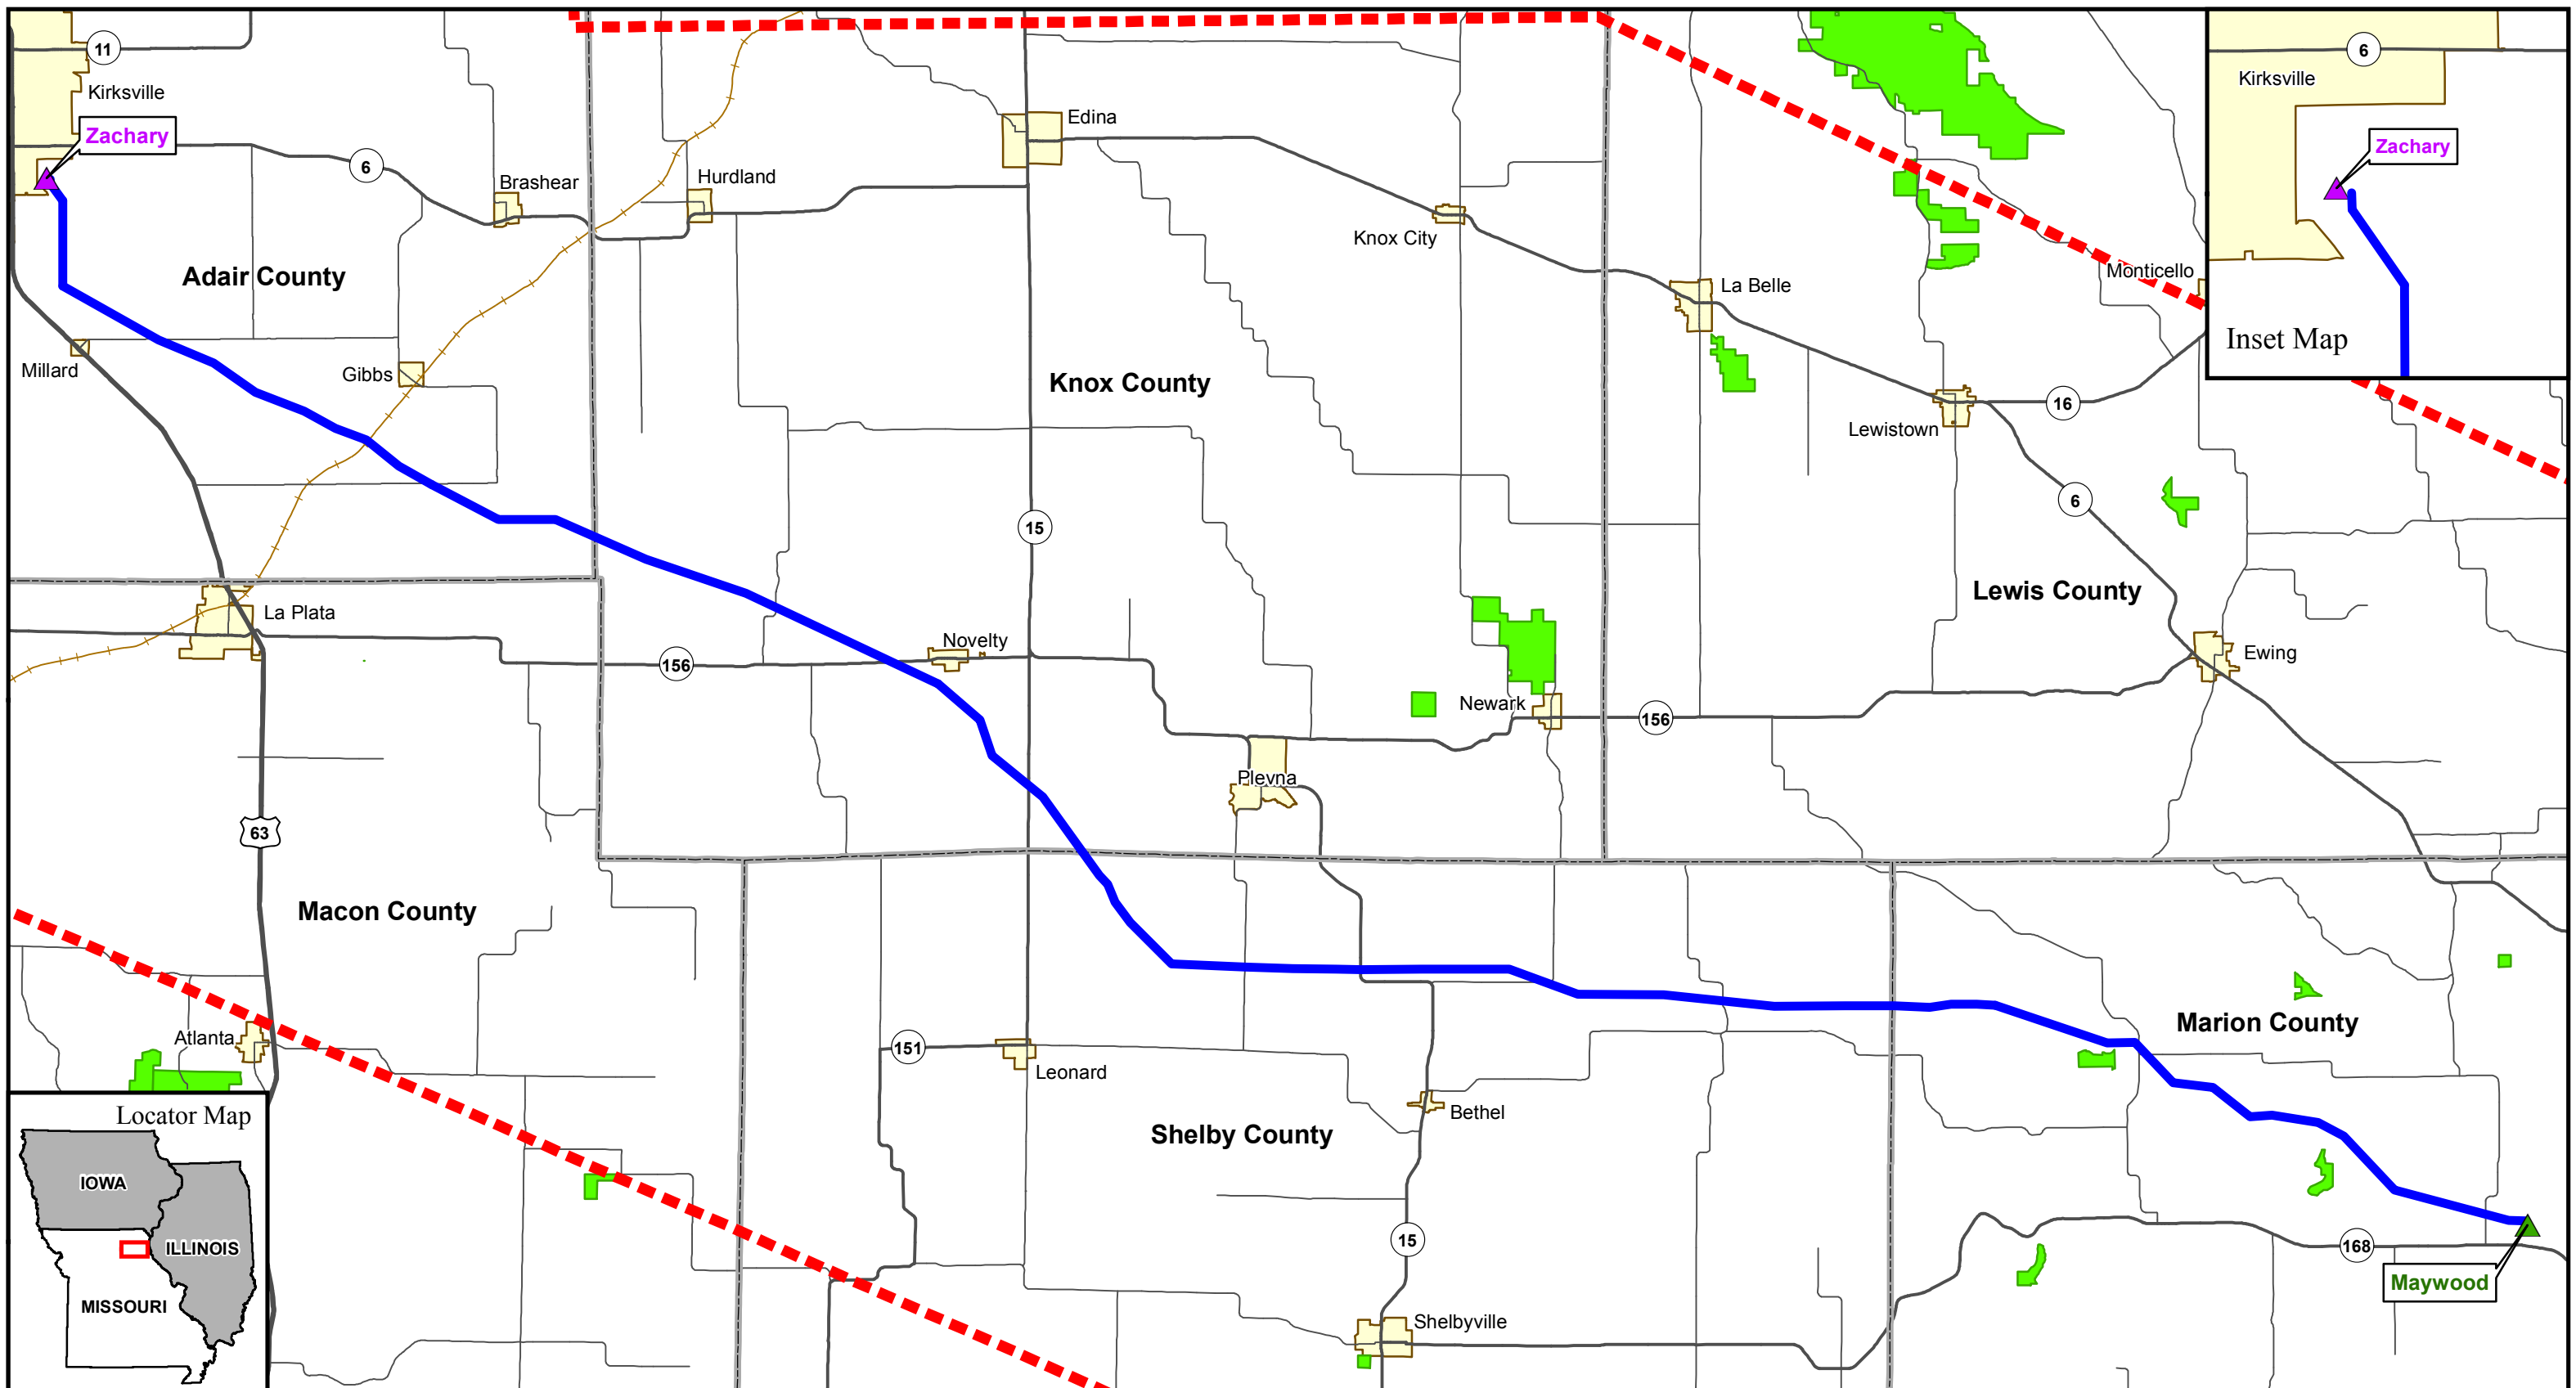 11
Kirksville
Zachary
6
Brashear
Hurdland
Edina
Knox City
La Belle
Monticello
6
Kirksville
Zachary
Inset Map
Adair County
Millard
Gibbs
Knox County
Lewistown
16
6
15
Lewis County
La Plata
156
Novelty
Newark
156
Ewing
Plevna
63
Macon County
Atlanta
151
Leonard
Marion County
Bethel
Shelby County
15
168
Maywood
Shelbyville
Locator Map
IOWA
ILLINOIS
MISSOURI